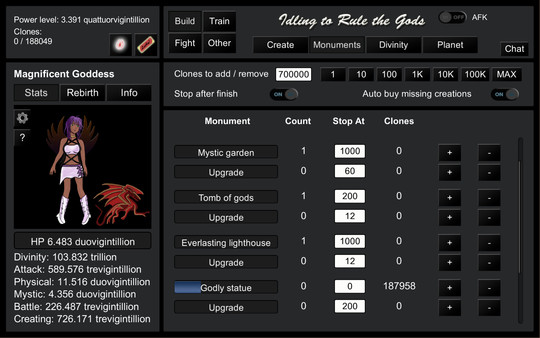 Power level: 3.391 quattuorvigintillion
Clones:
0 / 188049
Build Train
Fight Other
Idling to Rule the Gods
OFF AFK
Create Monuments Divinity Planet
Chat
Magnificent Goddess
Stats Rebirth Info
?
HP 6.483 duovigintillion
Divinity: 103.832 trillion
Attack: 589.576 trevigintillion
Physical: 11.516 duovigintillion
Mystic: 4.356 duovigintillion
Battle: 226.487 trevigintillion
Creating: 726.171 trevigintillion
Clones to add / remove 700000 1 10 100 1K 10K 100K MAX
Stop after finish ON Auto buy missing creations ON
Monument Count Stop At Clones
Mystic garden 1 1000 0 + -
Upgrade 0 60 0 + -
Tomb of gods 1 200 0 + -
Upgrade 0 12 0 + -
Everlasting lighthouse 1 1000 0 + -
Upgrade 0 12 0 + -
Godly statue 0 0 187958 + -
Upgrade 0 200 0 + -